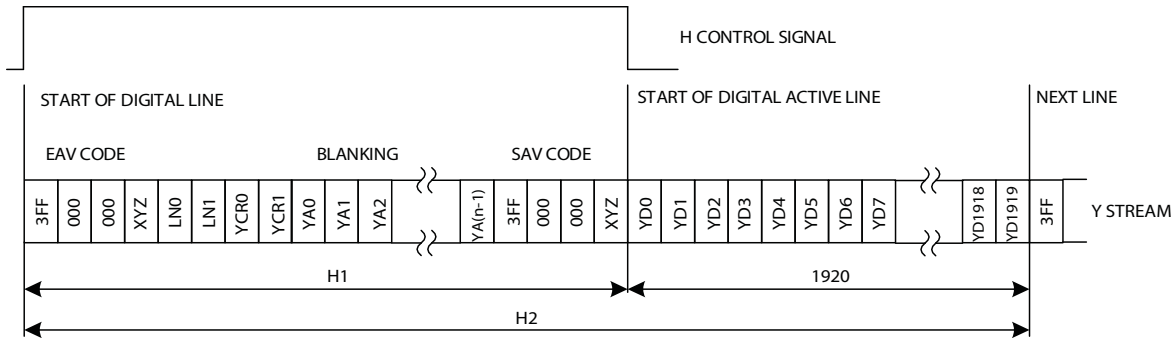 H CONTROL SIGNAL
START OF DIGITAL LINE
START OF DIGITAL ACTIVE LINE
NEXT LINE
EAV CODE
BLANKING
SAV CODE
3FF 000 000 XYZ LN0 LN1 YCR0 YCR1 YA0 YA1 YA2 YA(n-1) 3FF 000 000 XYZ YD0 YD1 YD2 YD3 YD4 YD5 YD6 YD7 YD1918 YD1919 3FF
Y STREAM
H1
1920
H2